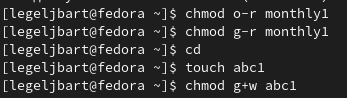 [legeljbart@fedora ~]$ chmod o-r monthly1
[legeljbart@fedora ~]$ chmod g-r monthly1
[legeljbart@fedora ~]$ cd
[legeljbart@fedora ~]$ touch abc1
[legeljbart@fedora ~]$ chmod g+w abc1